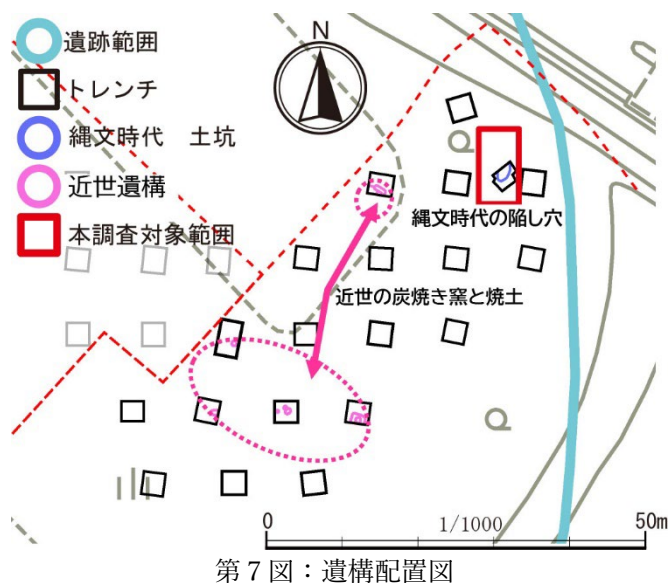 N
遺跡範囲
トレンチ
縄文時代 土坑
近世遺構
本調査対象範囲
縄文時代の陥し穴
近世の炭焼き窯と焼土
0 1/1000 50m
第7図:遺構配置図